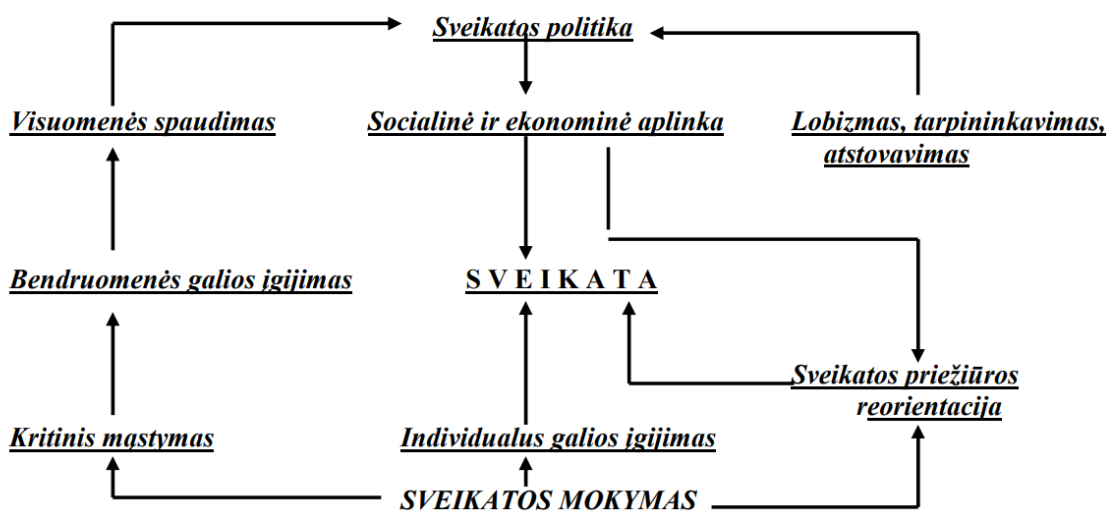 Sveikatos politika
Visuomenės spaudimas
Socialinė ir ekonominė aplinka
Lobizmas, tarpininkavimas,
atstovavimas
Bendruomenės galios įgijimas
S V E I K A T A
Sveikatos priežiūros
reorientacija
Kritinis mąstymas
Individualus galios įgijimas
SVEIKATOS MOKYMAS